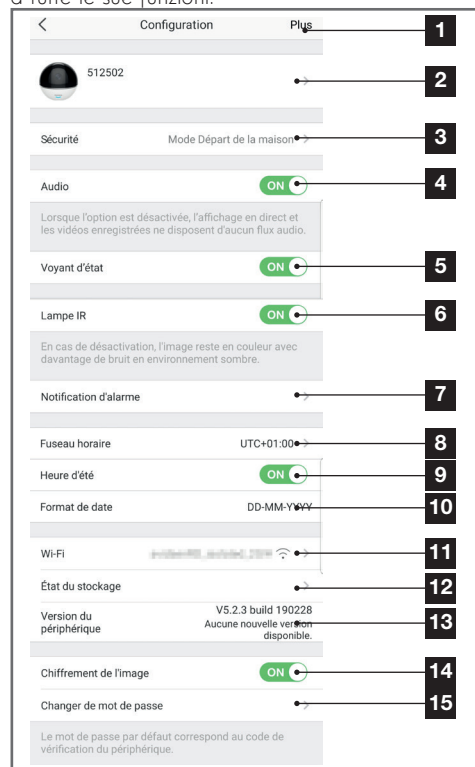 a tutte le sue funzioni.
Configuration Plus 1
512502 2
Sécurité Mode Départ de la maison 3
Audio ON 4
Lorsque l'option est désactivée, l'affichage en direct et
les vidéos enregistrées ne disposent d'aucun flux audio.
Voyant d'état ON 5
Lampe IR ON 6
En cas de désactivation, l'image reste en couleur avec
davantage de bruit en environnement sombre.
Notification d'alarme 7
Fuseau horaire UTC+01:00 8
Heure d'été ON 9
Format de date DD-MM-YYYY 10
Wi-Fi 11
État du stockage 12
Version du
périphérique
V5.2.3 build 190228
Aucune nouvelle version
disponible.
13
Chiffrement de l'image ON 14
Changer de mot de passe 15
Le mot de passe par défaut correspond au code de
vérification du périphérique.